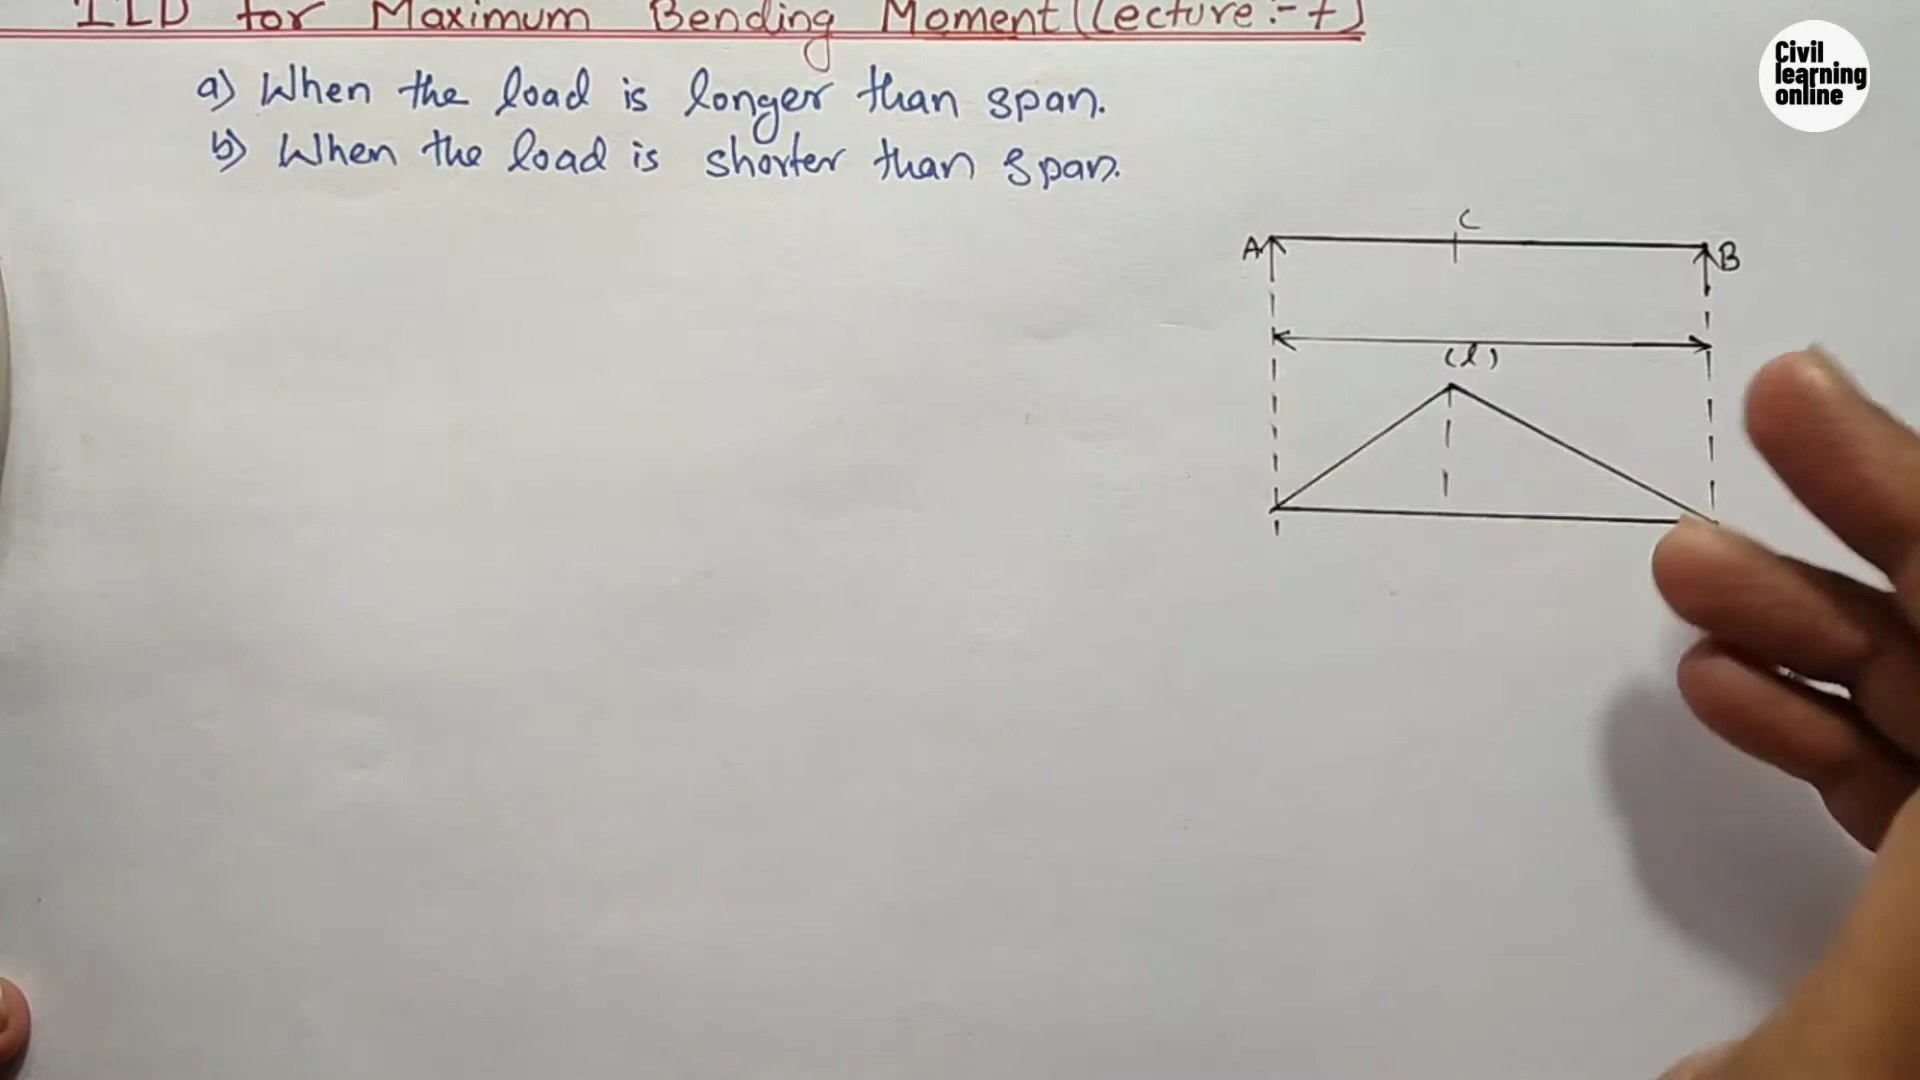 ILD for Maximum Bending Moment (Lecture:- 7)
a) When the load is longer than span.
b) When the load is shorter than span.
Civil
learning
online
C
A B
(l)